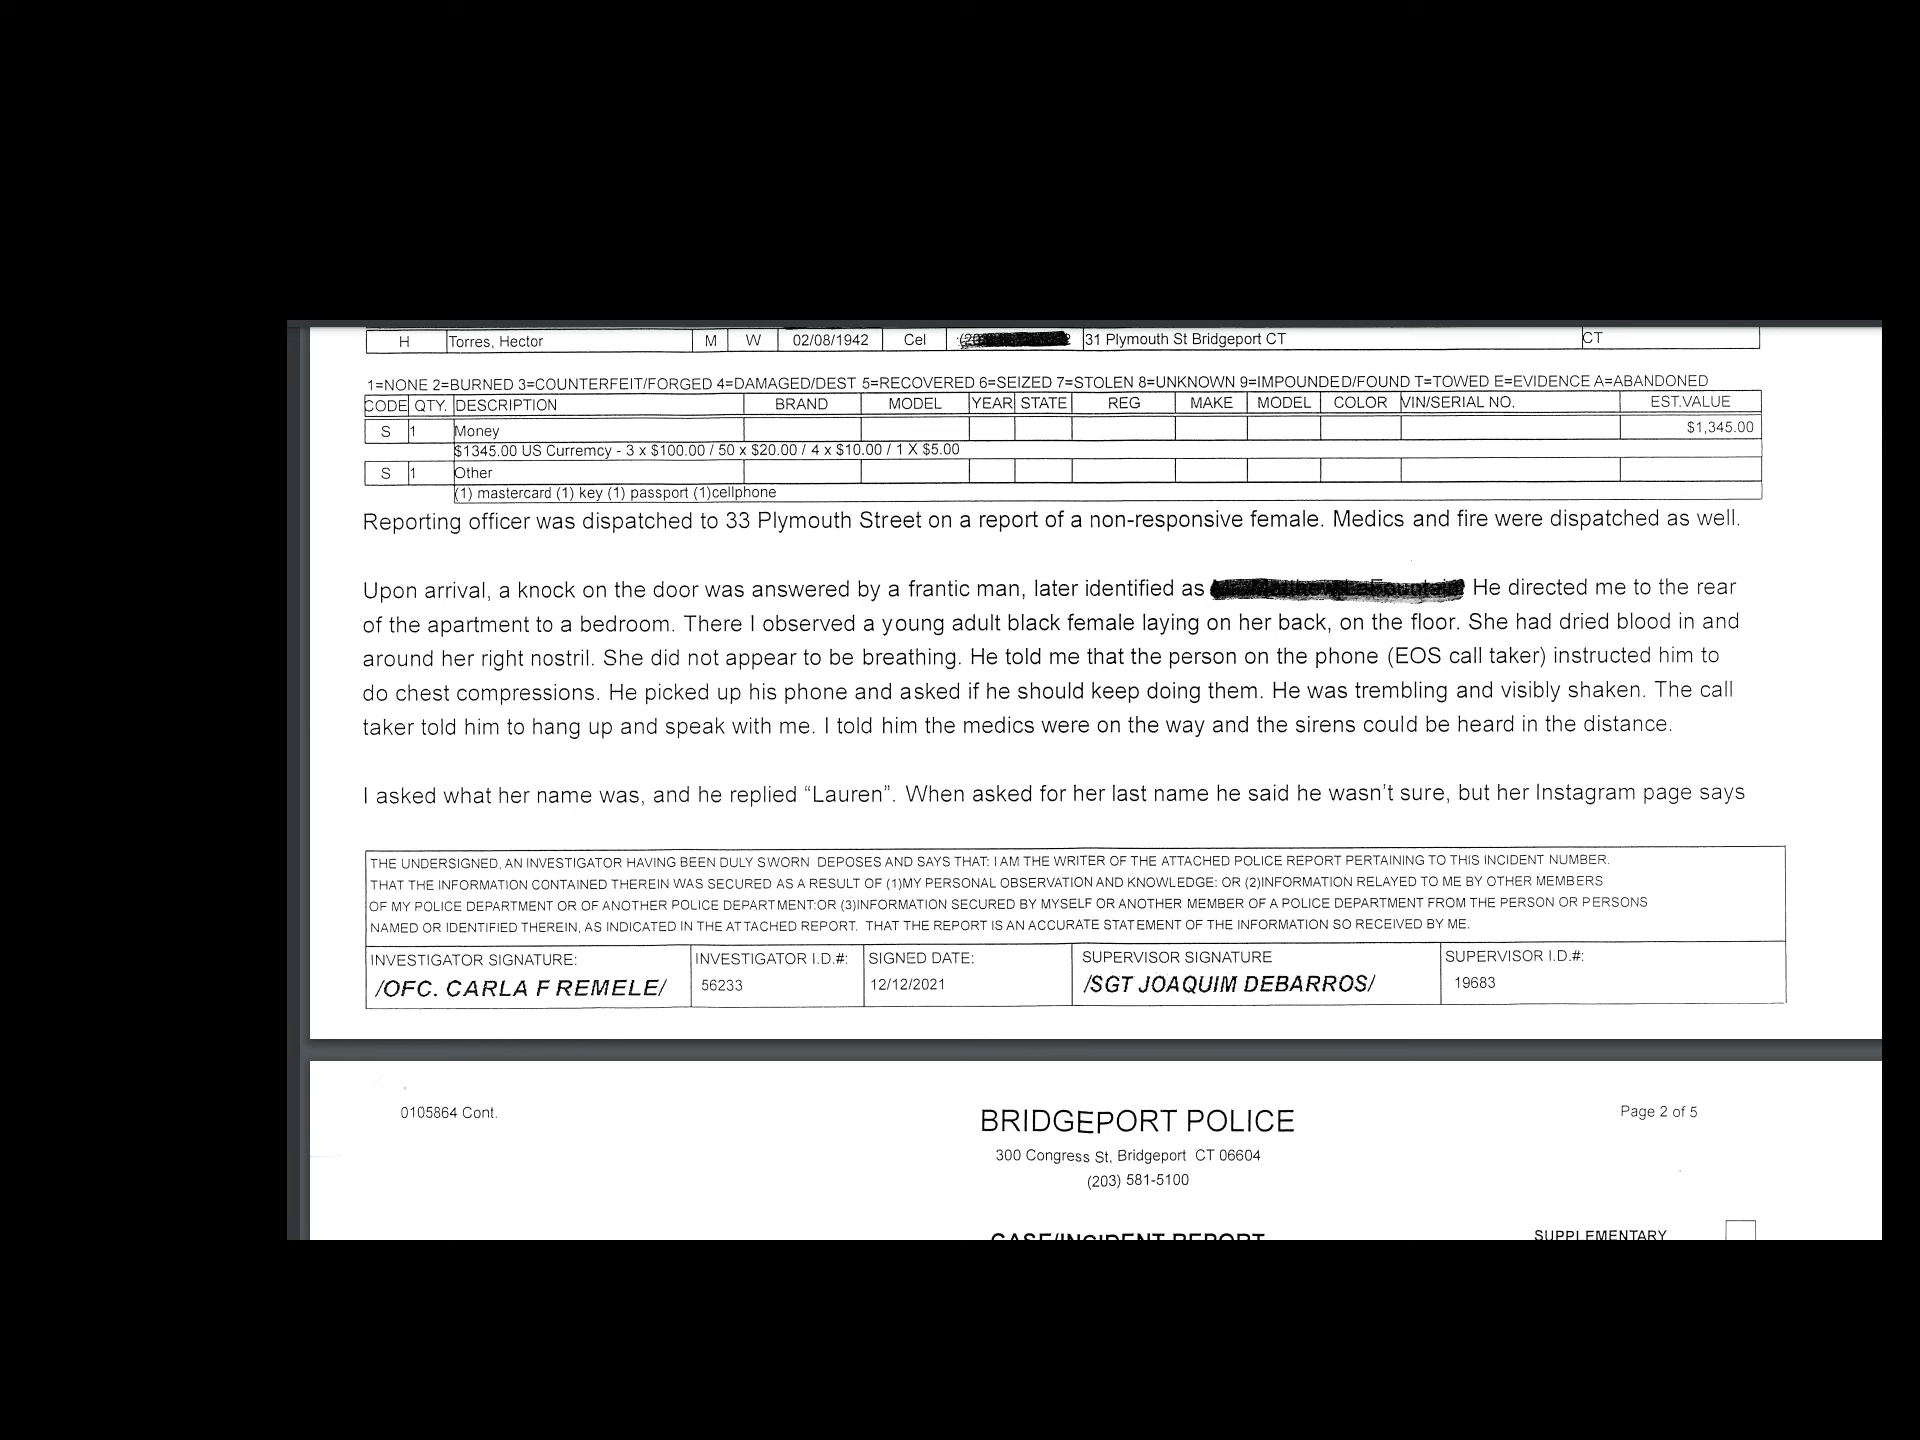 H Torres, Hector M W 02/08/1942 Cel 31 Plymouth St Bridgeport CT CT
1=NONE 2=BURNED 3=COUNTERFEIT/FORGED 4=DAMAGED/DEST 5=RECOVERED 6=SEIZED 7=STOLEN 8=UNKNOWN 9=IMPOUNDED/FOUND T=TOWED E=EVIDENCE A=ABANDONED
CODE QTY. DESCRIPTION BRAND MODEL YEAR STATE REG MAKE MODEL COLOR VIN/SERIAL NO. EST.VALUE
S 1 Money $1,345.00
$1345.00 US Curremcy - 3 x $100.00 / 50 x $20.00 / 4 x $10.00 / 1 X $5.00
S 1 Other
(1) mastercard (1) key (1) passport (1)cellphone
Reporting officer was dispatched to 33 Plymouth Street on a report of a non-responsive female. Medics and fire were dispatched as well.
Upon arrival, a knock on the door was answered by a frantic man, later identified as He directed me to the rear
of the apartment to a bedroom. There I observed a young adult black female laying on her back, on the floor. She had dried blood in and
around her right nostril. She did not appear to be breathing. He told me that the person on the phone (EOS call taker) instructed him to
do chest compressions. He picked up his phone and asked if he should keep doing them. He was trembling and visibly shaken. The call
taker told him to hang up and speak with me. I told him the medics were on the way and the sirens could be heard in the distance.
I asked what her name was, and he replied “Lauren”. When asked for her last name he said he wasn’t sure, but her Instagram page says
THE UNDERSIGNED, AN INVESTIGATOR HAVING BEEN DULY SWORN DEPOSES AND SAYS THAT: I AM THE WRITER OF THE ATTACHED POLICE REPORT PERTAINING TO THIS INCIDENT NUMBER.
THAT THE INFORMATION CONTAINED THEREIN WAS SECURED AS A RESULT OF (1)MY PERSONAL OBSERVATION AND KNOWLEDGE: OR (2)INFORMATION RELAYED TO ME BY OTHER MEMBERS
OF MY POLICE DEPARTMENT OR OF ANOTHER POLICE DEPARTMENT:OR (3)INFORMATION SECURED BY MYSELF OR ANOTHER MEMBER OF A POLICE DEPARTMENT FROM THE PERSON OR PERSONS
NAMED OR IDENTIFIED THEREIN, AS INDICATED IN THE ATTACHED REPORT. THAT THE REPORT IS AN ACCURATE STATEMENT OF THE INFORMATION SO RECEIVED BY ME.
INVESTIGATOR SIGNATURE: INVESTIGATOR I.D.#: SIGNED DATE: SUPERVISOR SIGNATURE SUPERVISOR I.D.#:
/OFC. CARLA F REMELE/ 56233 12/12/2021 /SGT JOAQUIM DEBARROS/ 19683
0105864 Cont. BRIDGEPORT POLICE Page 2 of 5
300 Congress St, Bridgeport CT 06604
(203) 581-5100
CASE/INCIDENT REPORT SUPPLEMENTARY